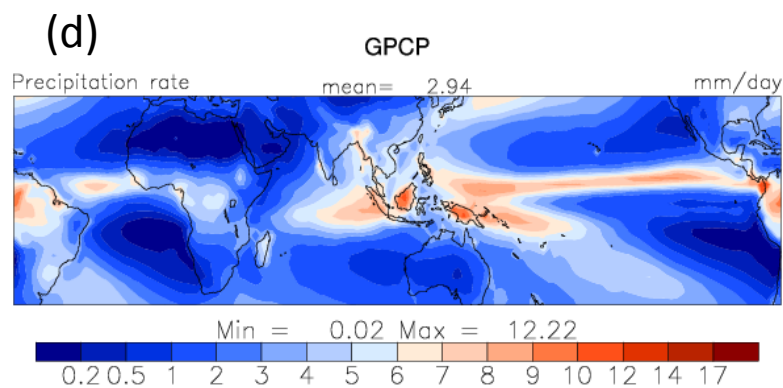 (d)
GPCP
Precipitation rate mean= 2.94 mm/day
Min = 0.02 Max = 12.22
0.2 0.5 1 2 3 4 5 6 7 8 9 10 12 14 17